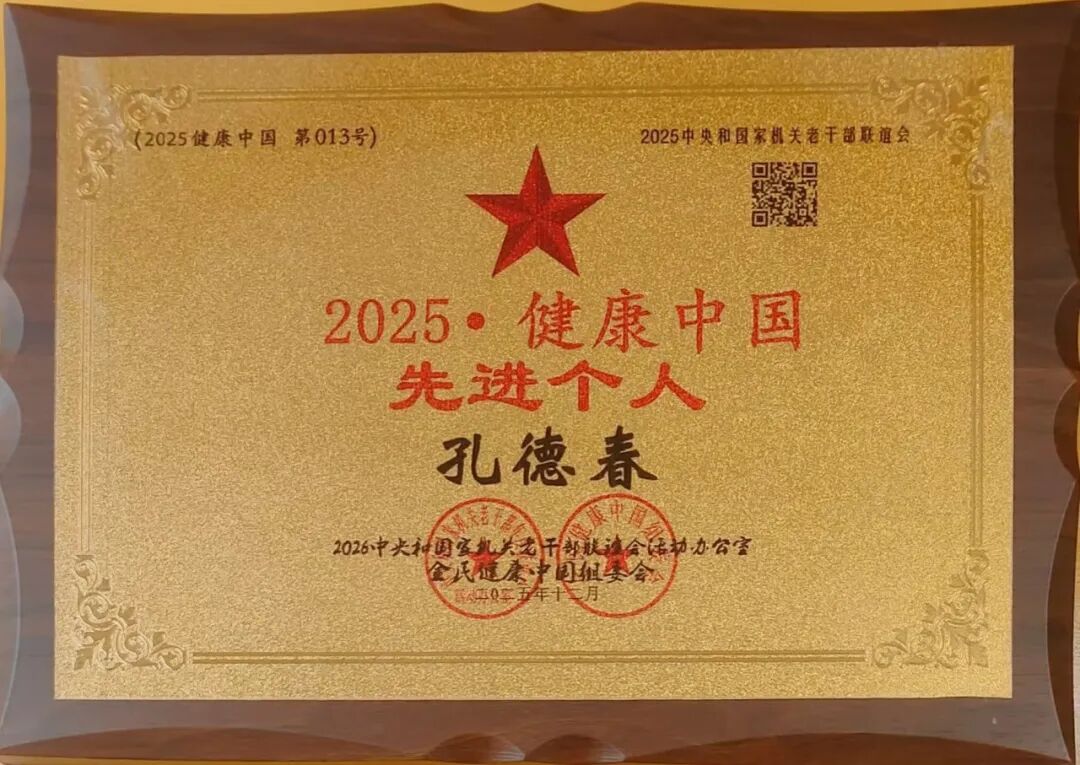 (2025健康中国 第013号)
2025中央和国家机关老干部联谊会
2025·健康中国
先进个人
孔德春
2026中央和国家机关老干部联谊会活动办公室
全民健康中国组委会
二〇二五年十二月